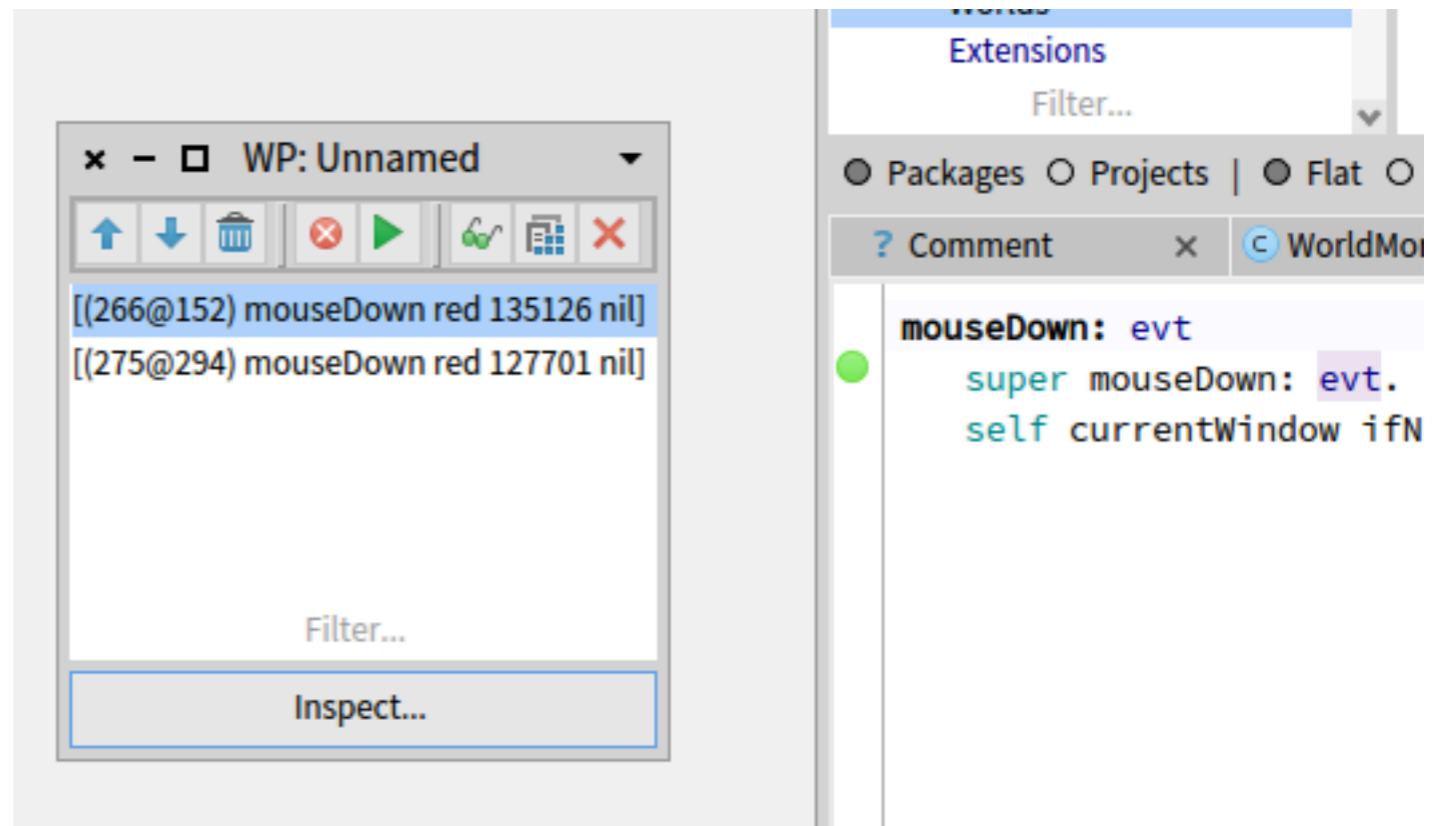 WP: Unnamed
[(266@152) mouseDown red 135126 nil]
[(275@294) mouseDown red 127701 nil]
Filter...
Inspect...
Worlds
Extensions
Filter...
Packages Projects | Flat
? Comment × C WorldMor
mouseDown: evt
super mouseDown: evt.
self currentWindow ifN